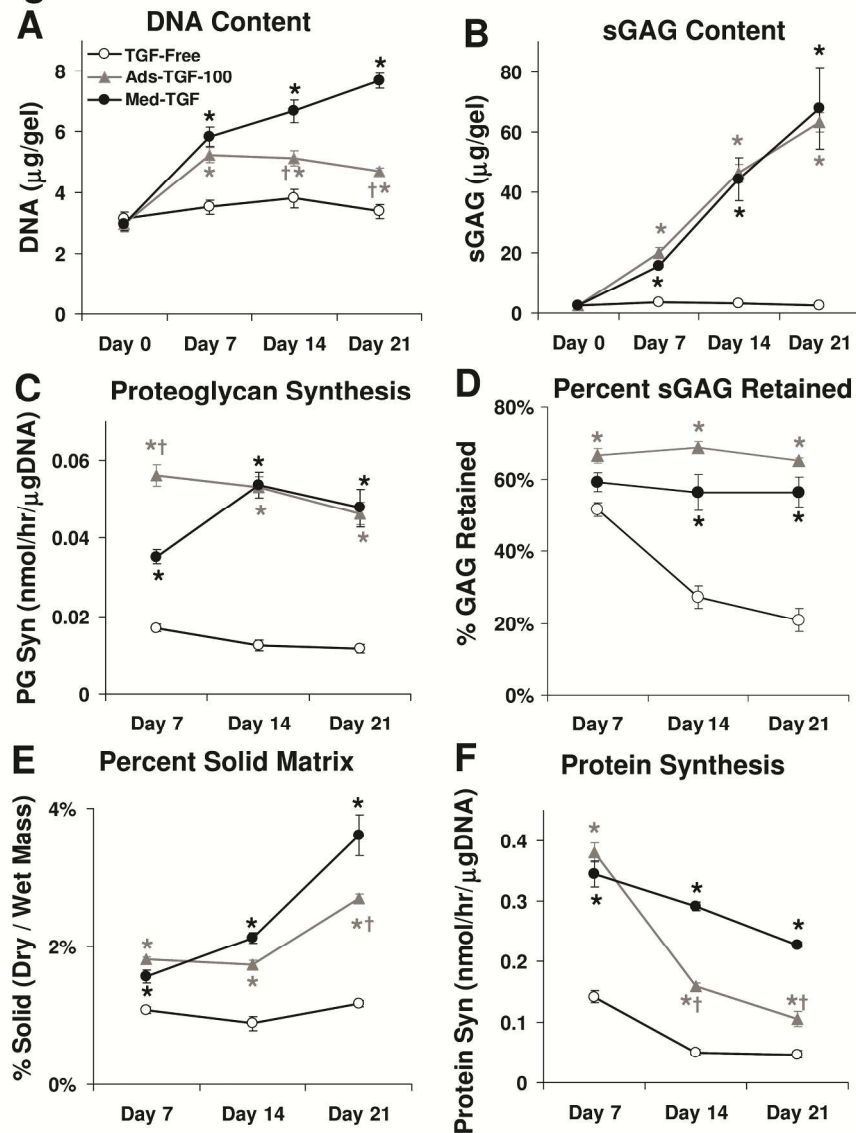 A
DNA Content
TGF-Free
Ads-TGF-100
Med-TGF
DNA (μg/gel)
8
6
4
2
0
*
*
*
*
†*
†*
Day 0 Day 7 Day 14 Day 21
B
sGAG Content
sGAG (μg/gel)
80
60
40
20
0
*
*
*
*
*
*
Day 0 Day 7 Day 14 Day 21
C
Proteoglycan Synthesis
PG Syn (nmol/hr/μgDNA)
0.06
0.04
0.02
0
*†
*
*
*
*
*
Day 7 Day 14 Day 21
D
Percent sGAG Retained
% GAG Retained
80%
60%
40%
20%
0%
*
*
*
*
*
Day 7 Day 14 Day 21
E
Percent Solid Matrix
% Solid (Dry / Wet Mass)
4%
2%
0%
*
*
*
*
*
*†
Day 7 Day 14 Day 21
F
Protein Synthesis
Protein Syn (nmol/hr/μgDNA)
0.4
0.3
0.2
0.1
0
*
*
*
*
*†
*†
Day 7 Day 14 Day 21